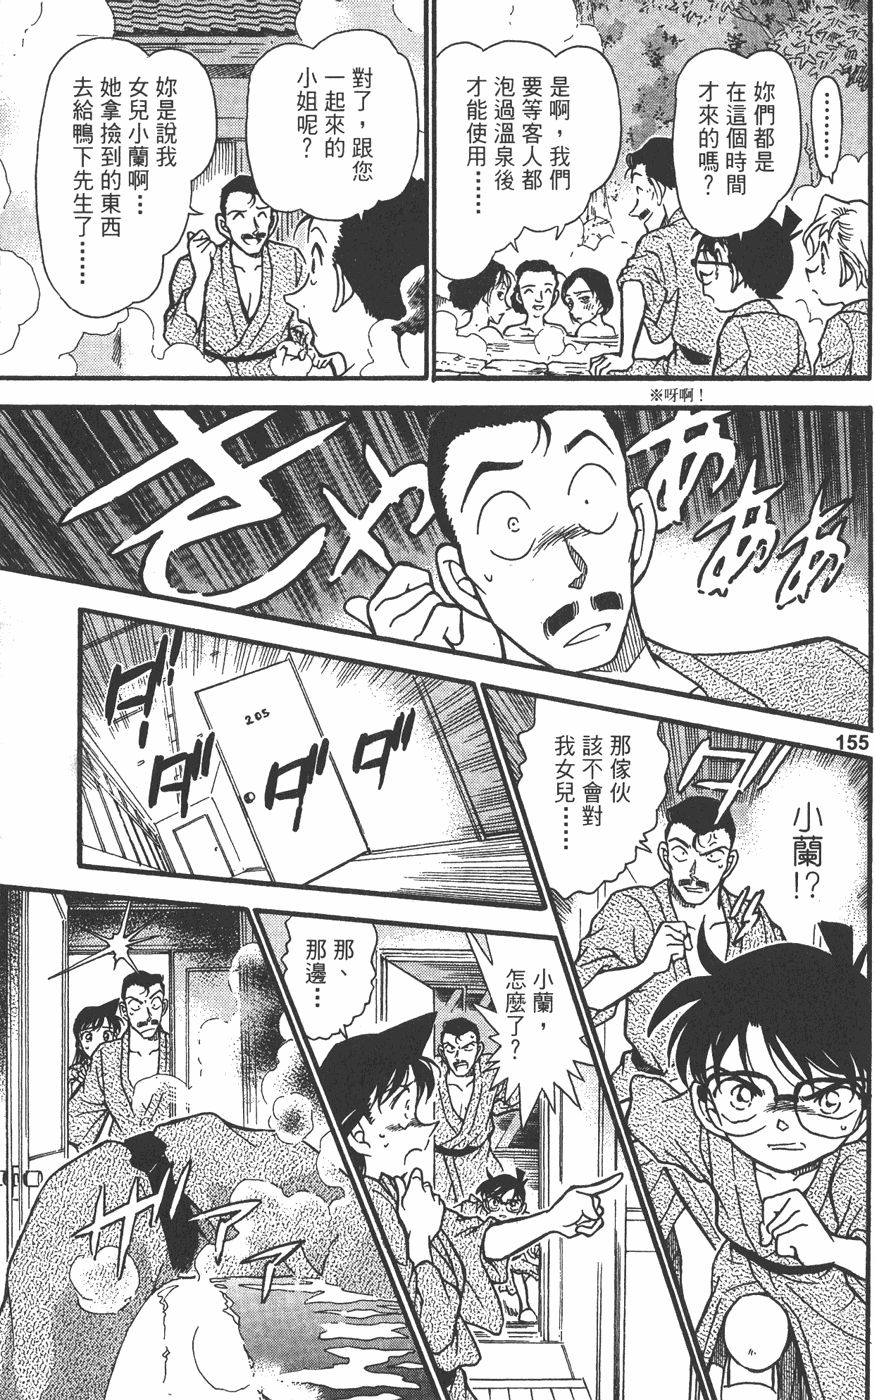 ………
妳們都是
在這個時間
才來的嗎?
是啊,我們
要等客人都
泡過溫泉後
才能使用……
對了,跟您
一起來的
小姐呢?
妳是說我
女兒小蘭啊…
她拿撿到的東西
去給鴨下先生了……
※呀啊!
きゃああぁ
155
小蘭!?
那傢伙
該不會對
我女兒……
ダッ
205
ダダダダ
小蘭,
怎麼了?
那、
那邊…
ザザ